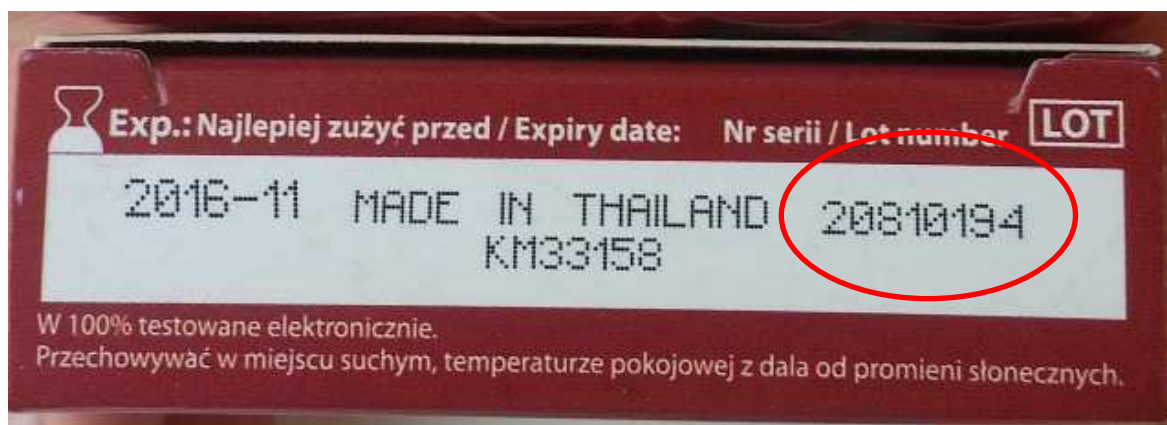 Exp.: Najlepiej zużyć przed / Expiry date: Nr serii / Lot number LOT
2016-11 MADE IN THAILAND 20810194
KM33158
W 100% testowane elektronicznie.
Przechowywać w miejscu suchym, temperaturze pokojowej z dala od promieni słonecznych.